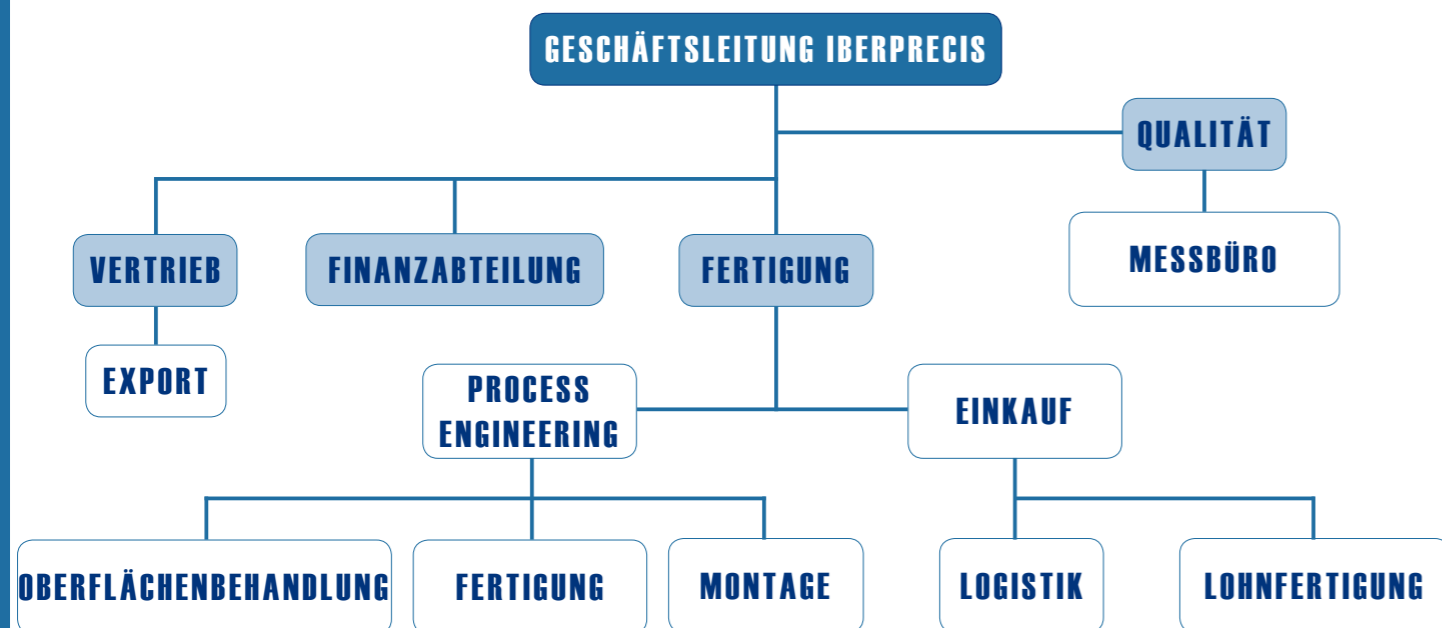 GESCHÄFTSLEITUNG IBERPRECIS
QUALITÄT
VERTRIEB
FINANZABTEILUNG
FERTIGUNG
MESSBÜRO
EXPORT
PROCESS
ENGINEERING
EINKAUF
OBERFLÄCHENBEHANDLUNG
FERTIGUNG
MONTAGE
LOGISTIK
LOHNFERTIGUNG